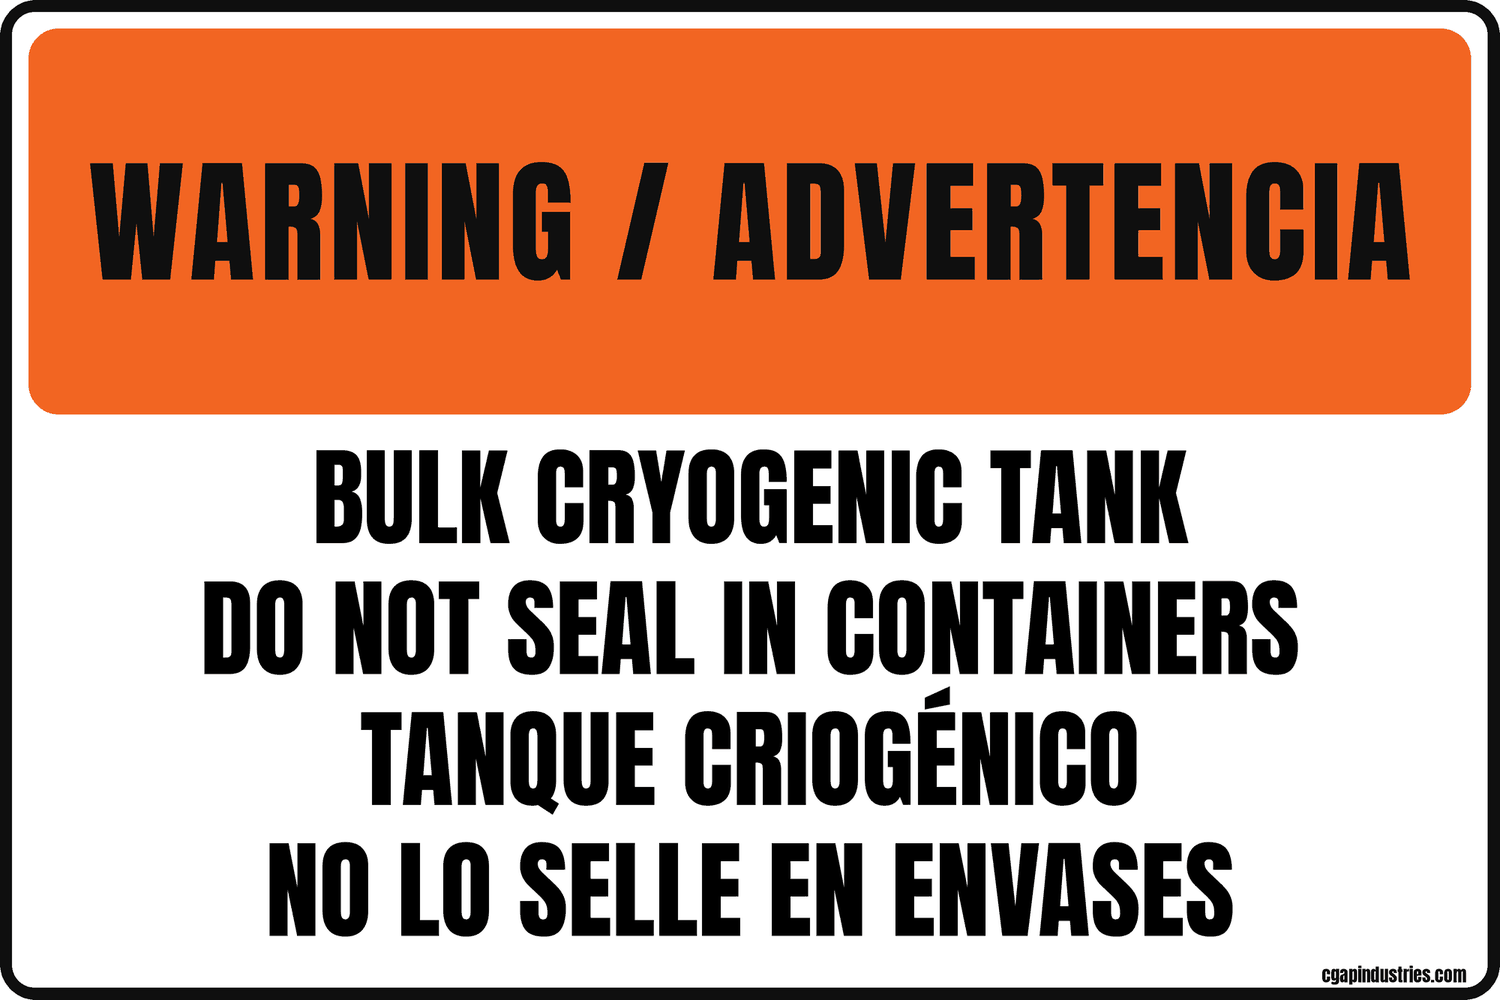 WARNING / ADVERTENCIA
BULK CRYOGENIC TANK
DO NOT SEAL IN CONTAINERS
TANQUE CRIOGÉNICO
NO LO SELLE EN ENVASES
cgapindustries.com